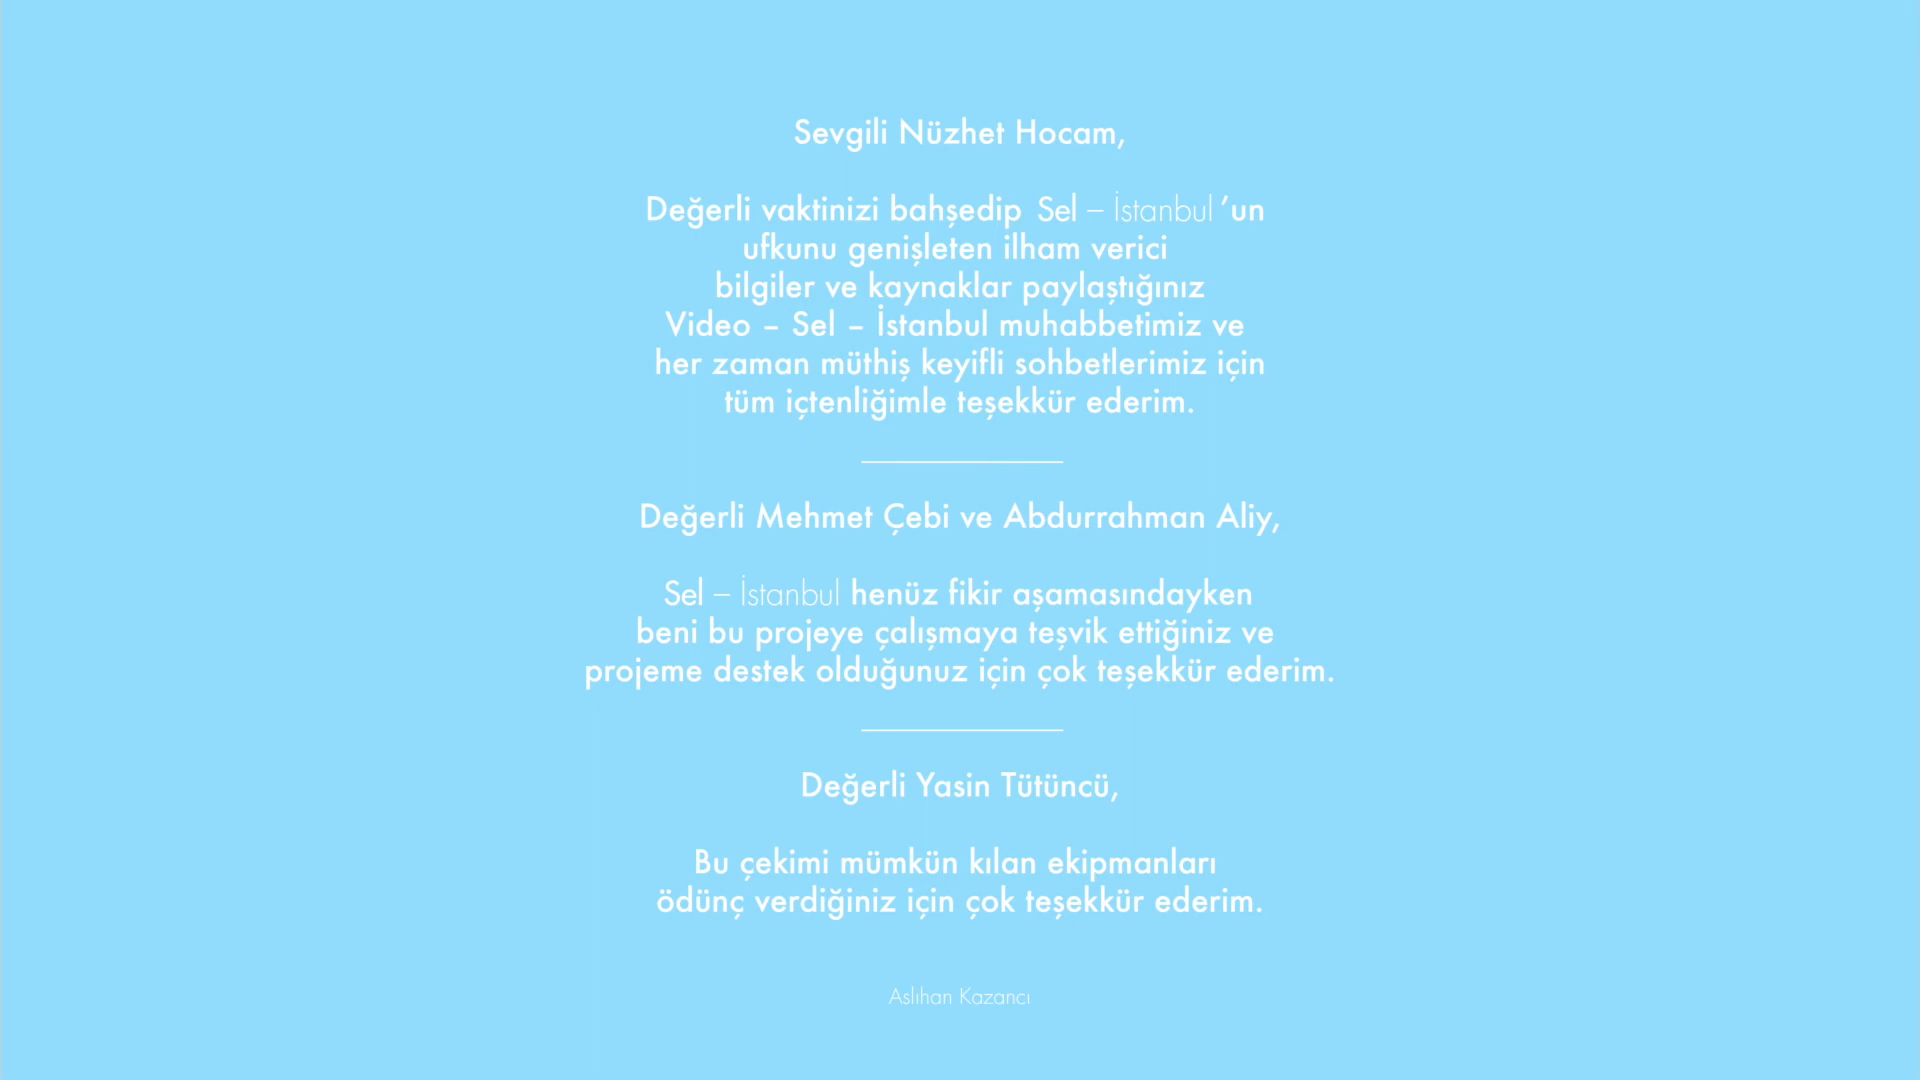 Sevgili Nüzhet Hocam,
Değerli vaktinizi bahşedip Sel – İstanbul ’un
ufkunu genişleten ilham verici
bilgiler ve kaynaklar paylaştığınız
Video – Sel – İstanbul muhabbetimiz ve
her zaman müthiş keyifli sohbetlerimiz için
tüm içtenliğimle teşekkür ederim.
Değerli Mehmet Çebi ve Abdurrahman Aliy,
Sel – İstanbul henüz fikir aşamasındayken
beni bu projeye çalışmaya teşvik ettiğiniz ve
projeme destek olduğunuz için çok teşekkür ederim.
Değerli Yasin Tütüncü,
Bu çekimi mümkün kılan ekipmanları
ödünç verdiğiniz için çok teşekkür ederim.
Aslıhan Kazancı